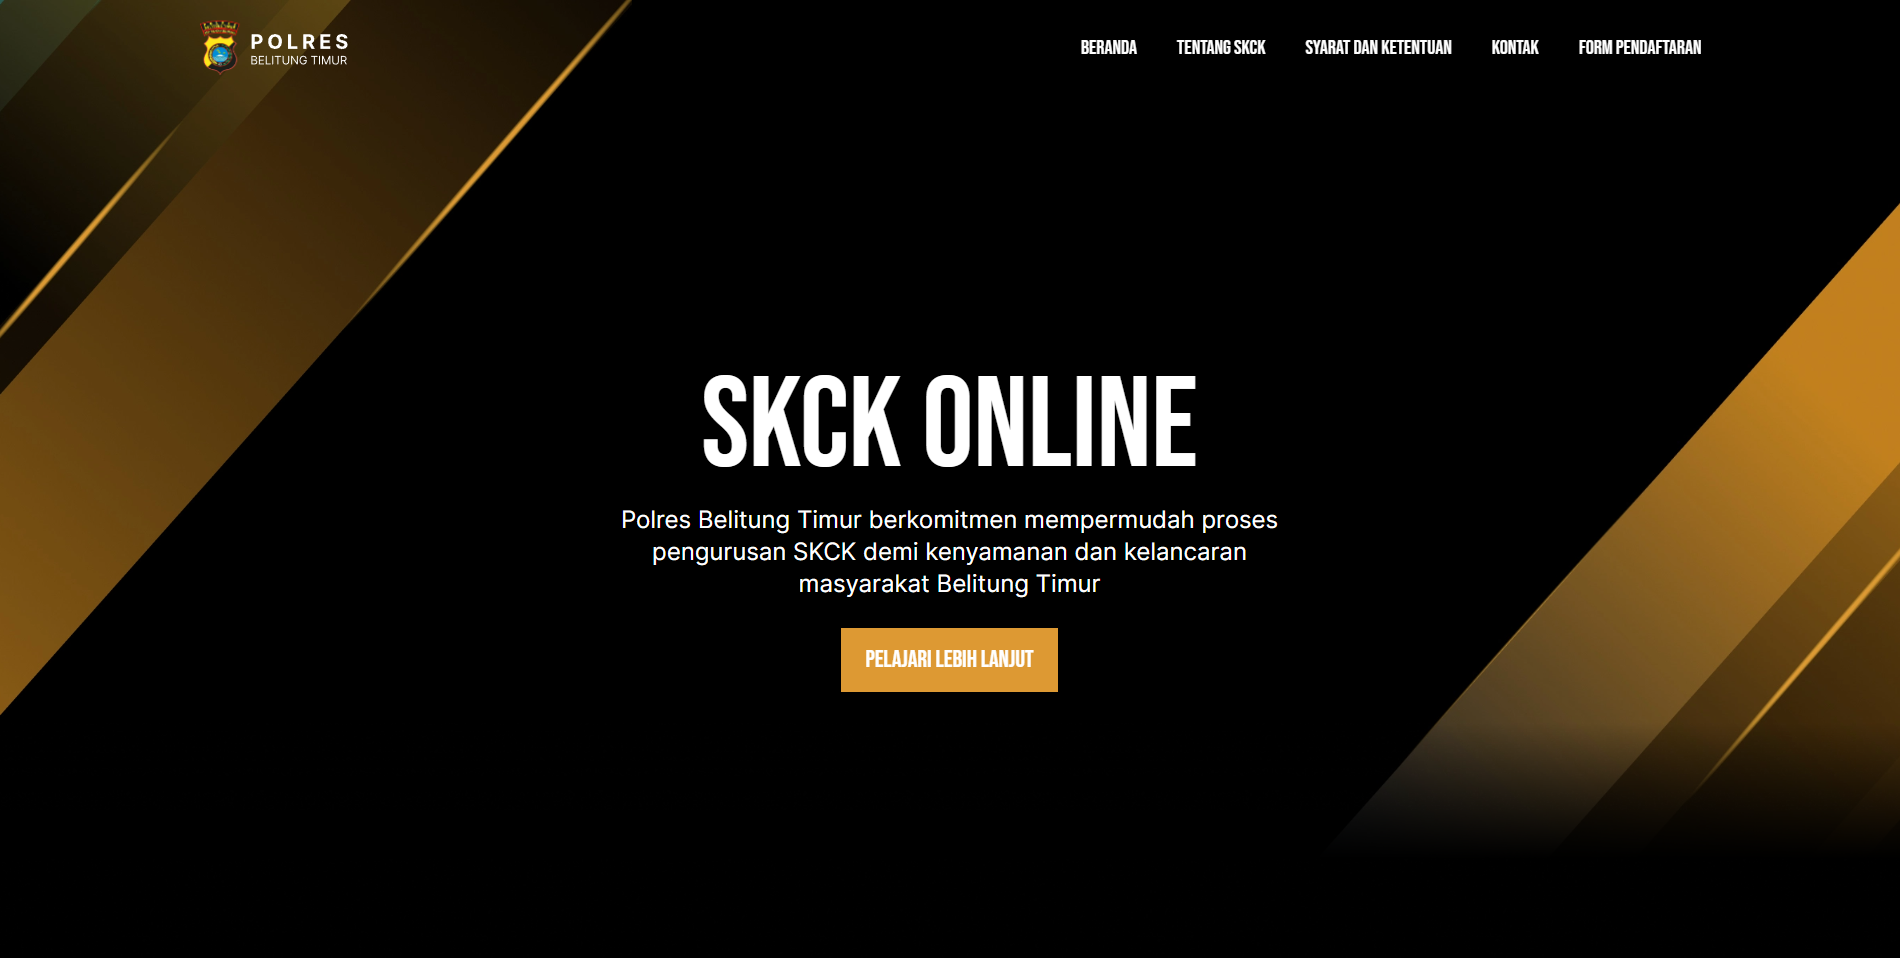 POLRES
BELITUNG TIMUR
BERANDA
TENTANG SKCK
SYARAT DAN KETENTUAN
KONTAK
FORM PENDAFTARAN
SKCK ONLINE
Polres Belitung Timur berkomitmen mempermudah proses
pengurusan SKCK demi kenyamanan dan kelancaran
masyarakat Belitung Timur
PELAJARI LEBIH LANJUT